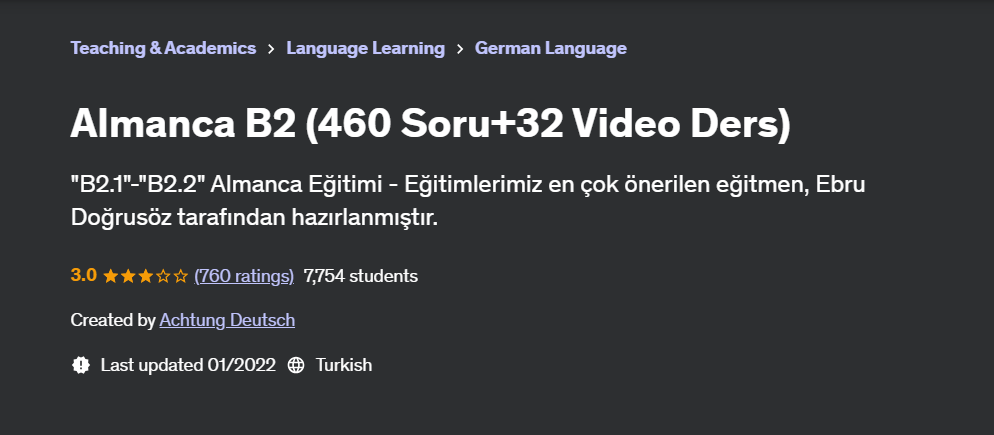 Teaching & Academics > Language Learning > German Language
Almanca B2 (460 Soru+32 Video Ders)
"B2.1"-"B2.2" Almanca Eğitimi - Eğitimlerimiz en çok önerilen eğitmen, Ebru
Doğrusöz tarafından hazırlanmıştır.
3.0 (760 ratings) 7,754 students
Created by Achtung Deutsch
Last updated 01/2022 Turkish